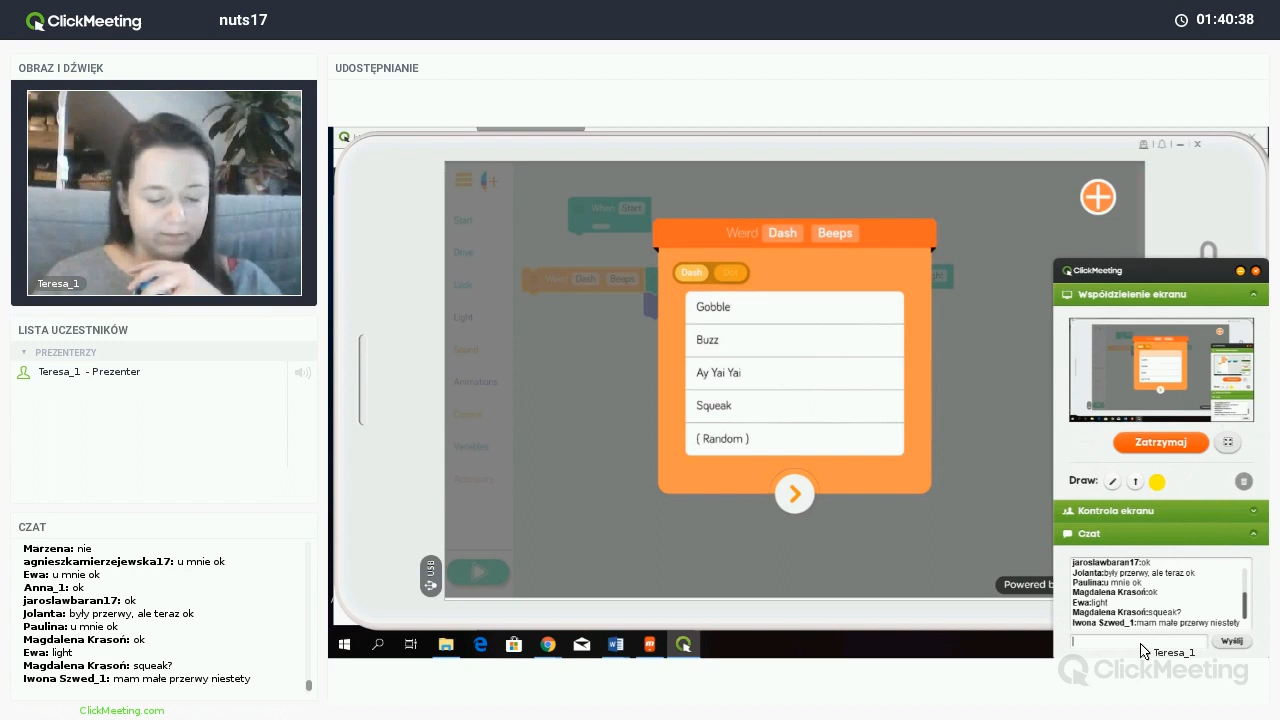 ClickMeeting
nuts17
01:40:38
OBRAZ I DŹWIĘK
Teresa_1
LISTA UCZESTNIKÓW
PREZENTERZY
Teresa_1 - Prezenter
CZAT
Marzena: nie
agnieszkamierzejewska17: u mnie ok
Ewa: u mnie ok
Anna_1: ok
jaroslawbaran17: ok
Jolanta: były przerwy, ale teraz ok
Paulina: u mnie ok
Magdalena Krasoń: ok
Ewa: light
Magdalena Krasoń: squeak?
Iwona Szwed_1: mam małe przerwy niestety
ClickMeeting.com
UDOSTĘPNIANIE
Start
Drive
Look
Light
Sound
Animations
Control
Variables
Accessory
When Start
Weird Dash Beeps
Weird Dash Beeps
Dash Dot
Gobble
Buzz
Ay Yai Yai
Squeak
( Random )
USB
Powered b
ClickMeeting
Współdzielenie ekranu
Zatrzymaj
Draw:
Kontrola ekranu
Czat
jaroslawbaran17:ok
Jolanta:były przerwy, ale teraz ok
Paulina:u mnie ok
Magdalena Krasoń:ok
Ewa:light
Magdalena Krasoń:squeak?
Iwona Szwed_1:mam małe przerwy niestety
Wyślij
Teresa_1
ClickMeeting